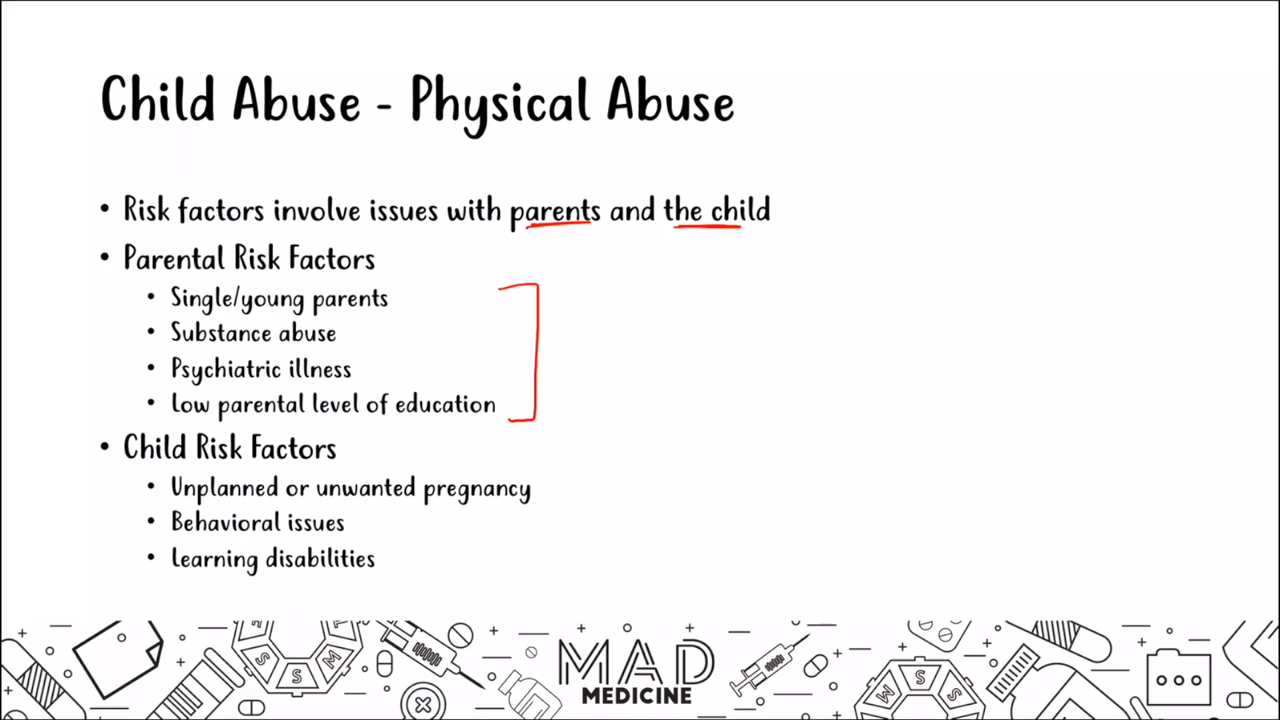 Child Abuse - Physical Abuse
• Risk factors involve issues with parents and the child
• Parental Risk Factors
• Single/young parents
• Substance abuse
• Psychiatric illness
• Low parental level of education
• Child Risk Factors
• Unplanned or unwanted pregnancy
• Behavioral issues
• Learning disabilities
MAD
MEDICINE